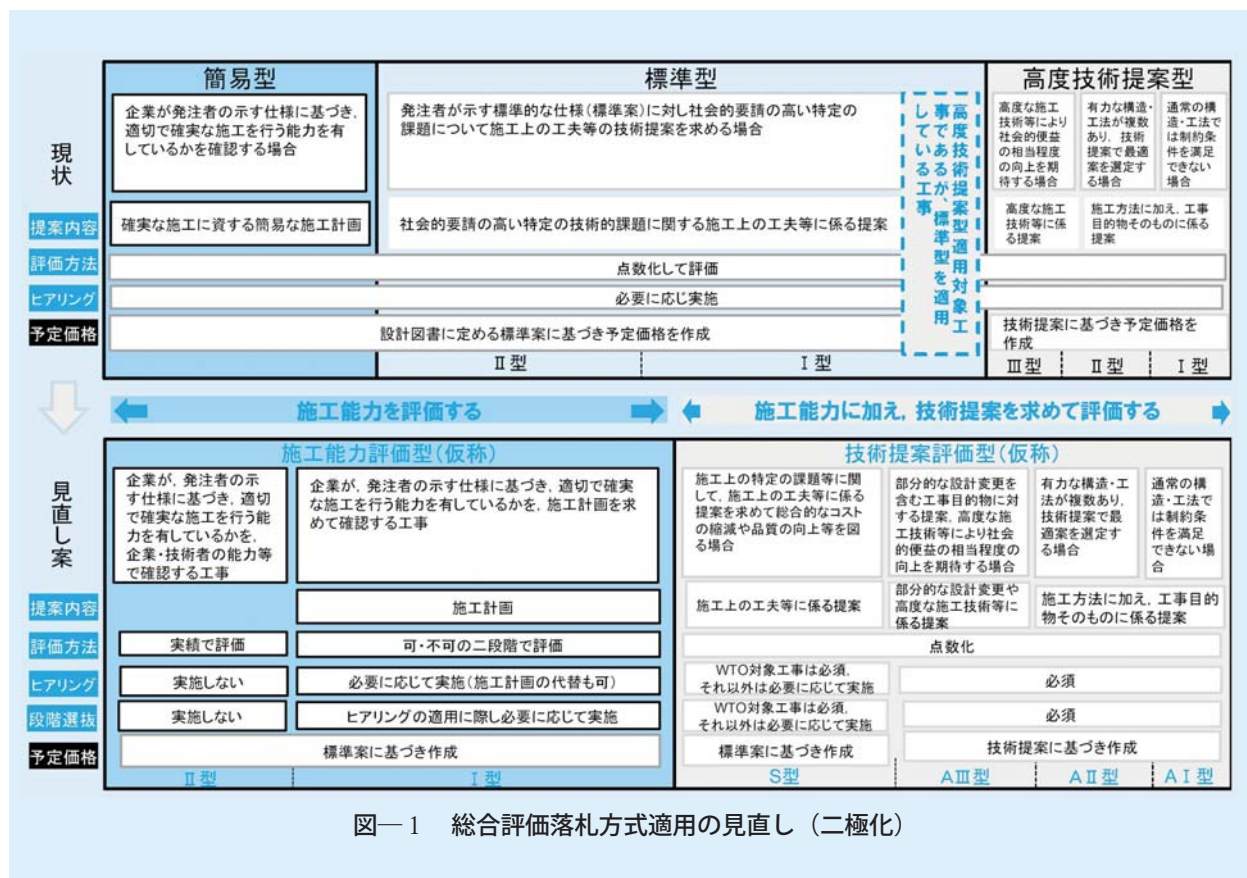 簡易型
標準型
高度技術提案型
現状
企業が発注者の示す仕様に基づき,
適切で確実な施工を行う能力を有
しているかを確認する場合
発注者が示す標準的な仕様(標準案)に対し社会的要請の高い特定の
課題について施工上の工夫等の技術提案を求める場合
高度技術提案型適用対象工
事であるが、標準型を適用
している工事
高度な施工
技術等により
社会的便益
の相当程度
の向上を期
待する場合
有力な構造・
工法が複数
あり、技術
提案で最適
案を選定す
る場合
通常の構
造・工法で
は制約条
件を満足
できない
場合
提案内容
確実な施工に資する簡易な施工計画
社会的要請の高い特定の技術的課題に関する施工上の工夫等に係る提案
高度な施工
技術等に係
る提案
施工方法に加え、工事
目的物そのものに係る
提案
評価方法
点数化して評価
ヒアリング
必要に応じ実施
予定価格
設計図書に定める標準案に基づき予定価格を作成
技術提案に基づき予定価格を
作成
Ⅱ型
Ⅰ型
Ⅲ型
Ⅱ型
Ⅰ型
施工能力を評価する
施工能力に加え, 技術提案を求めて評価する
施工能力評価型(仮称)
技術提案評価型(仮称)
見直し案
企業が, 発注者の示
す仕様に基づき, 適切
で確実な施工を行う能
力を有しているかを,
企業・技術者の能力等
で確認する工事
企業が, 発注者の示す仕様に基づき, 適切で確実
な施工を行う能力を有しているかを, 施工計画を求
めて確認する工事
施工上の特定の課題等に関
して, 施工上の工夫等に係る
提案を求めて総合的なコスト
の縮減や品質の向上等を図
る場合
部分的な設計変更を
含む工事目的物に対
する提案, 高度な施
工技術等により社会
的便益の相当程度の
向上を期待する場合
有力な構造・工
法が複数あり,
技術提案で最
適案を選定す
る場合
通常の構
造・工法で
は制約条
件を満足
できない場
合
提案内容
施工計画
施工上の工夫等に係る提案
部分的な設計変更や
高度な施工技術等に
係る提案
施工方法に加え, 工事目的
物そのものに係る提案
評価方法
実績で評価
可・不可の二段階で評価
点数化
ヒアリング
実施しない
必要に応じて実施(施工計画の代替も可)
WTO対象工事は必須,
それ以外は必要に応じて実施
必須
段階選抜
実施しない
ヒアリングの適用に際し必要に応じて実施
WTO対象工事は必須,
それ以外は必要に応じて実施
必須
予定価格
標準案に基づき作成
標準案に基づき作成
技術提案に基づき作成
Ⅱ型
Ⅰ型
S型
AⅢ型
AⅡ型
AⅠ型
図―1 総合評価落札方式適用の見直し(二極化)